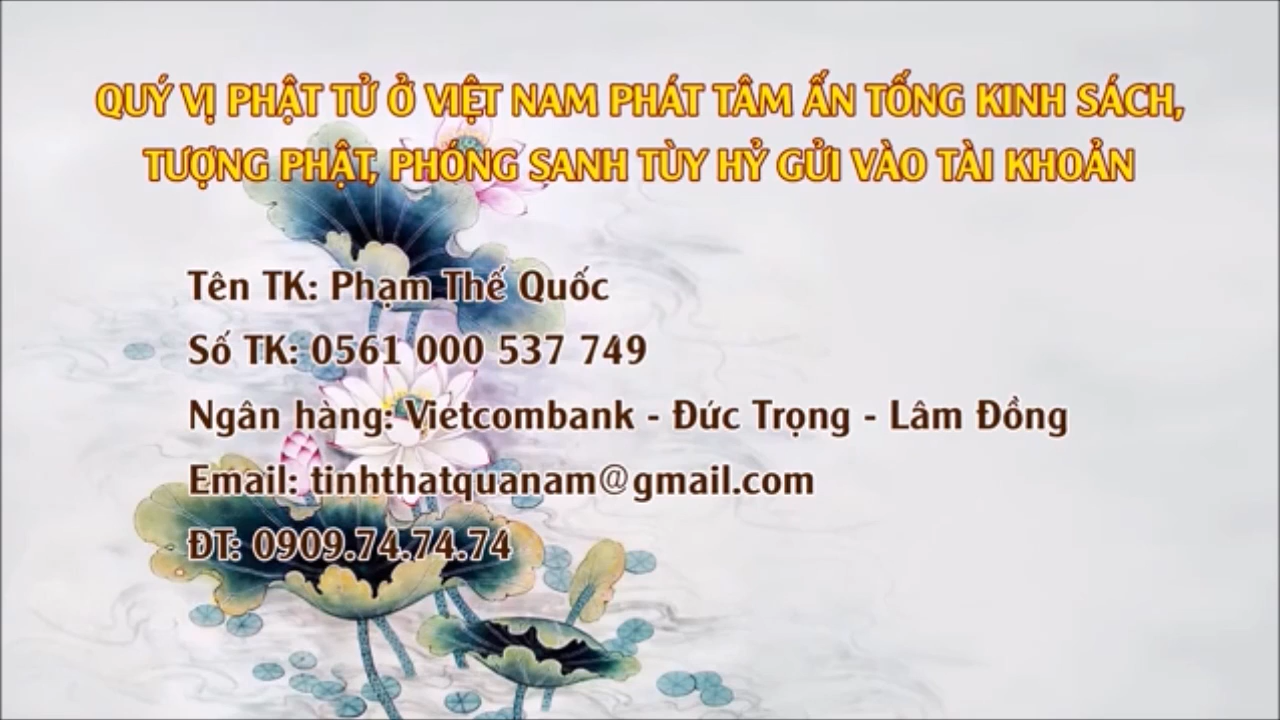 QUÝ VỊ PHẬT TỬ Ở VIỆT NAM PHÁT TÂM ẤN TỐNG KINH SÁCH,
TƯỢNG PHẬT, PHÓNG SANH TÙY HỶ GỬI VÀO TÀI KHOẢN
Tên TK: Phạm Thế Quốc
Số TK: 0561 000 537 749
Ngân hàng: Vietcombank - Đức Trọng - Lâm Đồng
Email: tinhthatquanam@gmail.com
ĐT: 0909.74.74.74